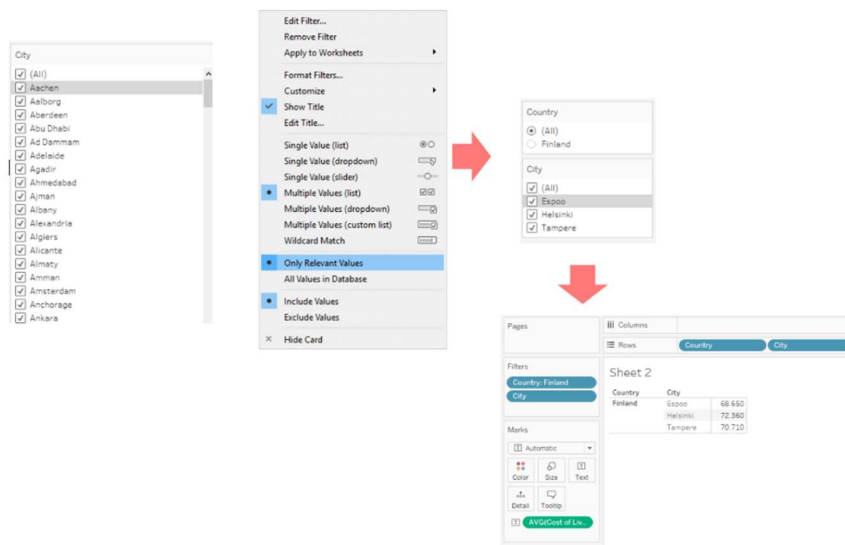 City
(All)
Aachen
Aalborg
Aberdeen
Abu Dhabi
Ad Dammam
Adelaide
Agadir
Ahmedabad
Ajman
Albany
Alexandria
Algiers
Alicante
Almaty
Amman
Amsterdam
Anchorage
Ankara
Edit Filter...
Remove Filter
Apply to Worksheets
Format Filters...
Customize
Show Title
Edit Title...
Single Value (list)
Single Value (dropdown)
Single Value (slider)
Multiple Values (list)
Multiple Values (dropdown)
Multiple Values (custom list)
Wildcard Match
Only Relevant Values
All Values in Database
Include Values
Exclude Values
Hide Card
Country
(All)
Finland
City
(All)
Espoo
Helsinki
Tampere
Pages
Filters
Country: Finland
City
Marks
Automatic
Color Size Text
Detail Tooltip
AVG(Cost of Liv..
Columns
Rows Country City
Sheet 2
Country City
Finland Espoo 68.650
Helsinki 72.360
Tampere 70.710